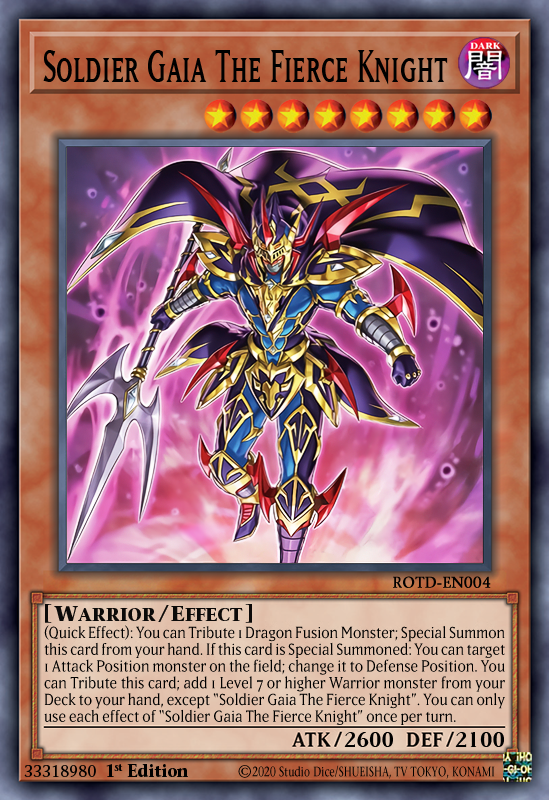 SOLDIER GAIA THE FIERCE KNIGHT
DARK
闇
ROTD-EN004
[WARRIOR/EFFECT]
(Quick Effect): You can Tribute 1 Dragon Fusion Monster; Special Summon
this card from your hand. If this card is Special Summoned: You can target
1 Attack Position monster on the field; change it to Defense Position. You
can Tribute this card; add 1 Level 7 or higher Warrior monster from your
Deck to your hand, except “Soldier Gaia The Fierce Knight”. You can only
use each effect of “Soldier Gaia The Fierce Knight” once per turn.
ATK/2600 DEF/2100
33318980 1st Edition ©2020 Studio Dice/SHUEISHA, TV TOKYO, KONAMI